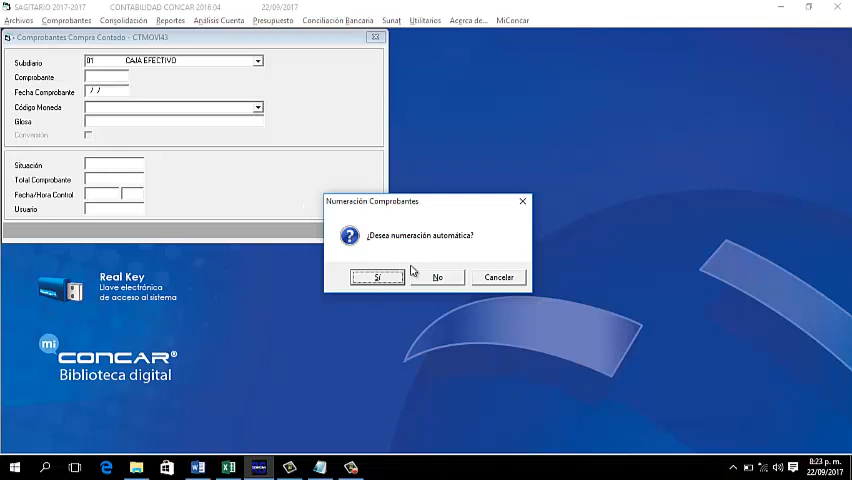 SAGITARIO 2017-2017 CONTABILIDAD CONCAR 2016.04 22/09/2017
Archivos Comprobantes Consolidación Reportes Análisis Cuenta Presupuesto Conciliación Bancaria Sunat Utilitarios Acerca de... MiConcar
Comprobantes Compra Contado - CTMOVI43
Subdiario 01 CAJA EFECTIVO
Comprobante
Fecha Comprobante / /
Código Moneda
Glosa
Conversión
Situación
Total Comprobante
Fecha/Hora Control
Usuario
Numeración Comprobantes
¿Desea numeración automática?
Sí No Cancelar
Real Key
Llave electrónica
de acceso al sistema
mi
CONCAR®
Biblioteca digital
8:23 p. m.
22/09/2017